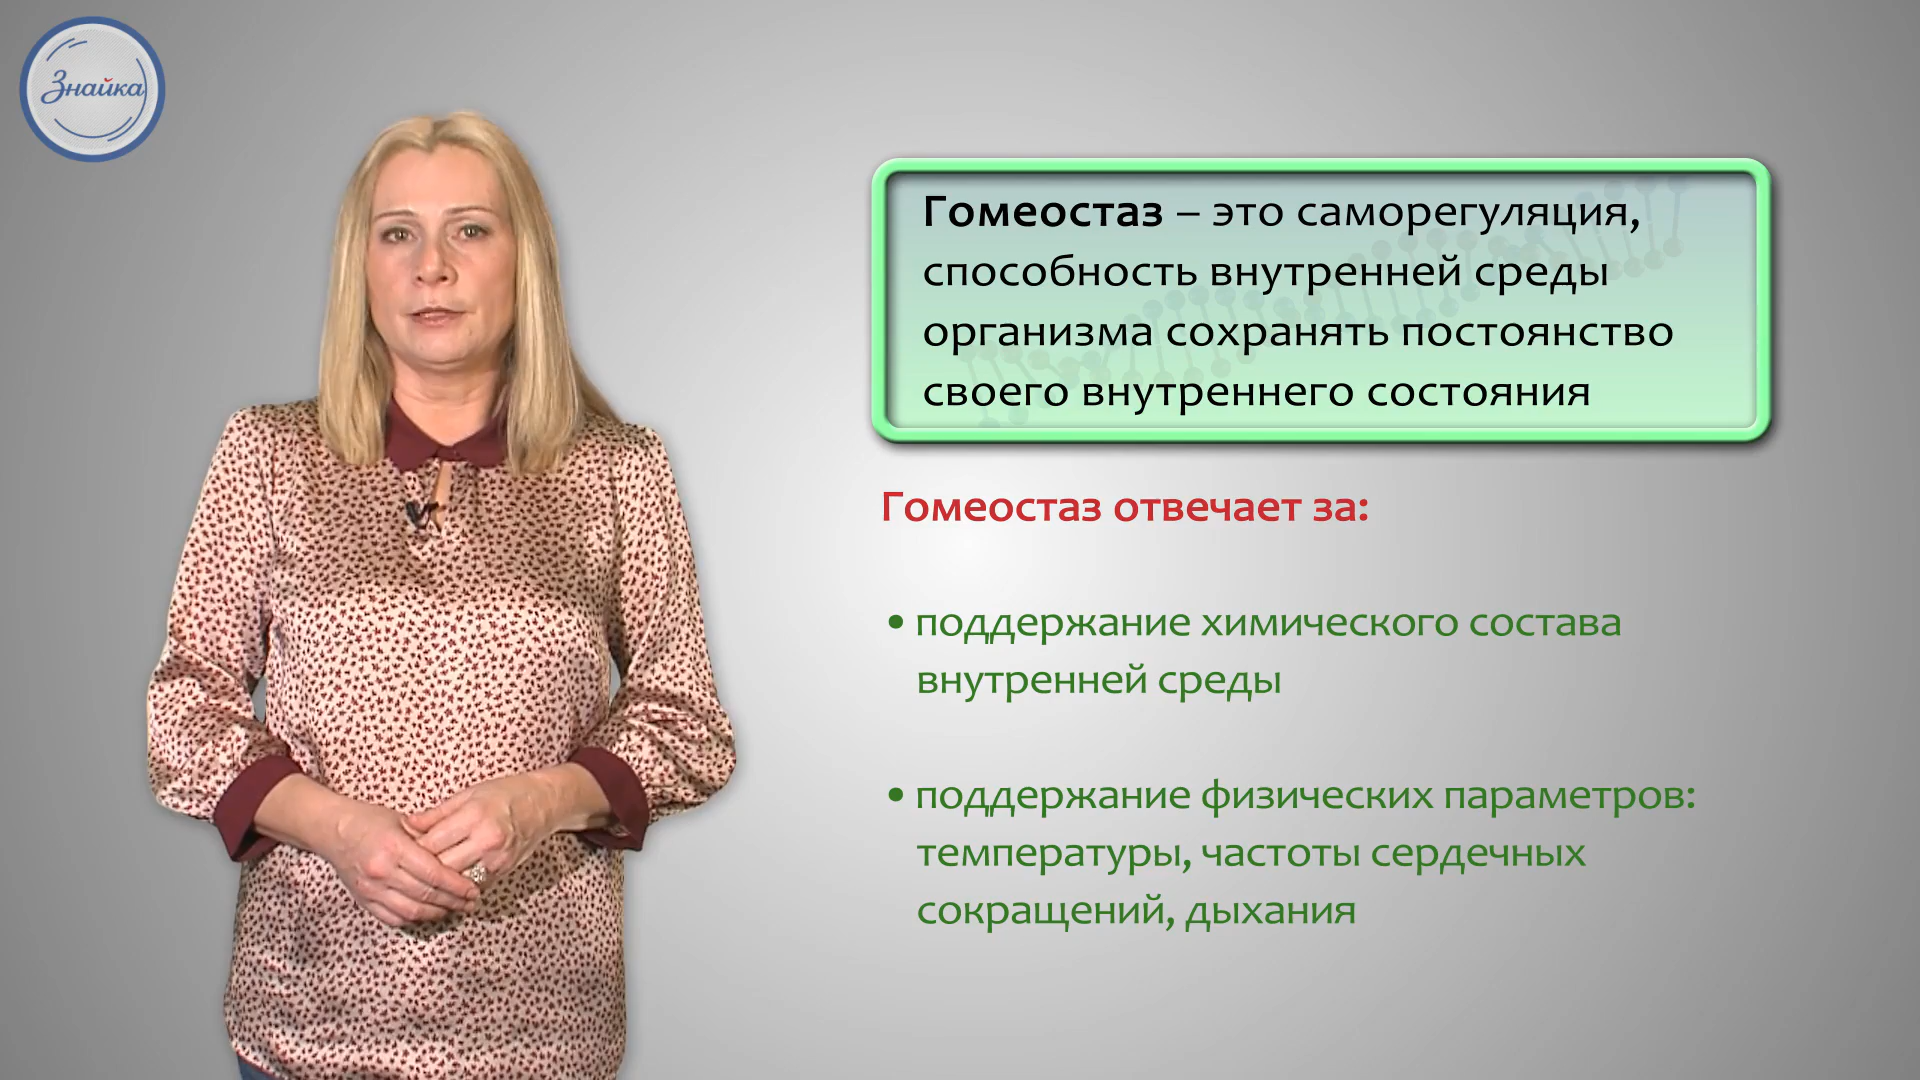 Знайка
Гомеостаз – это саморегуляция,
способность внутренней среды
организма сохранять постоянство
своего внутреннего состояния
Гомеостаз отвечает за:
• поддержание химического состава
внутренней среды
• поддержание физических параметров:
температуры, частоты сердечных
сокращений, дыхания